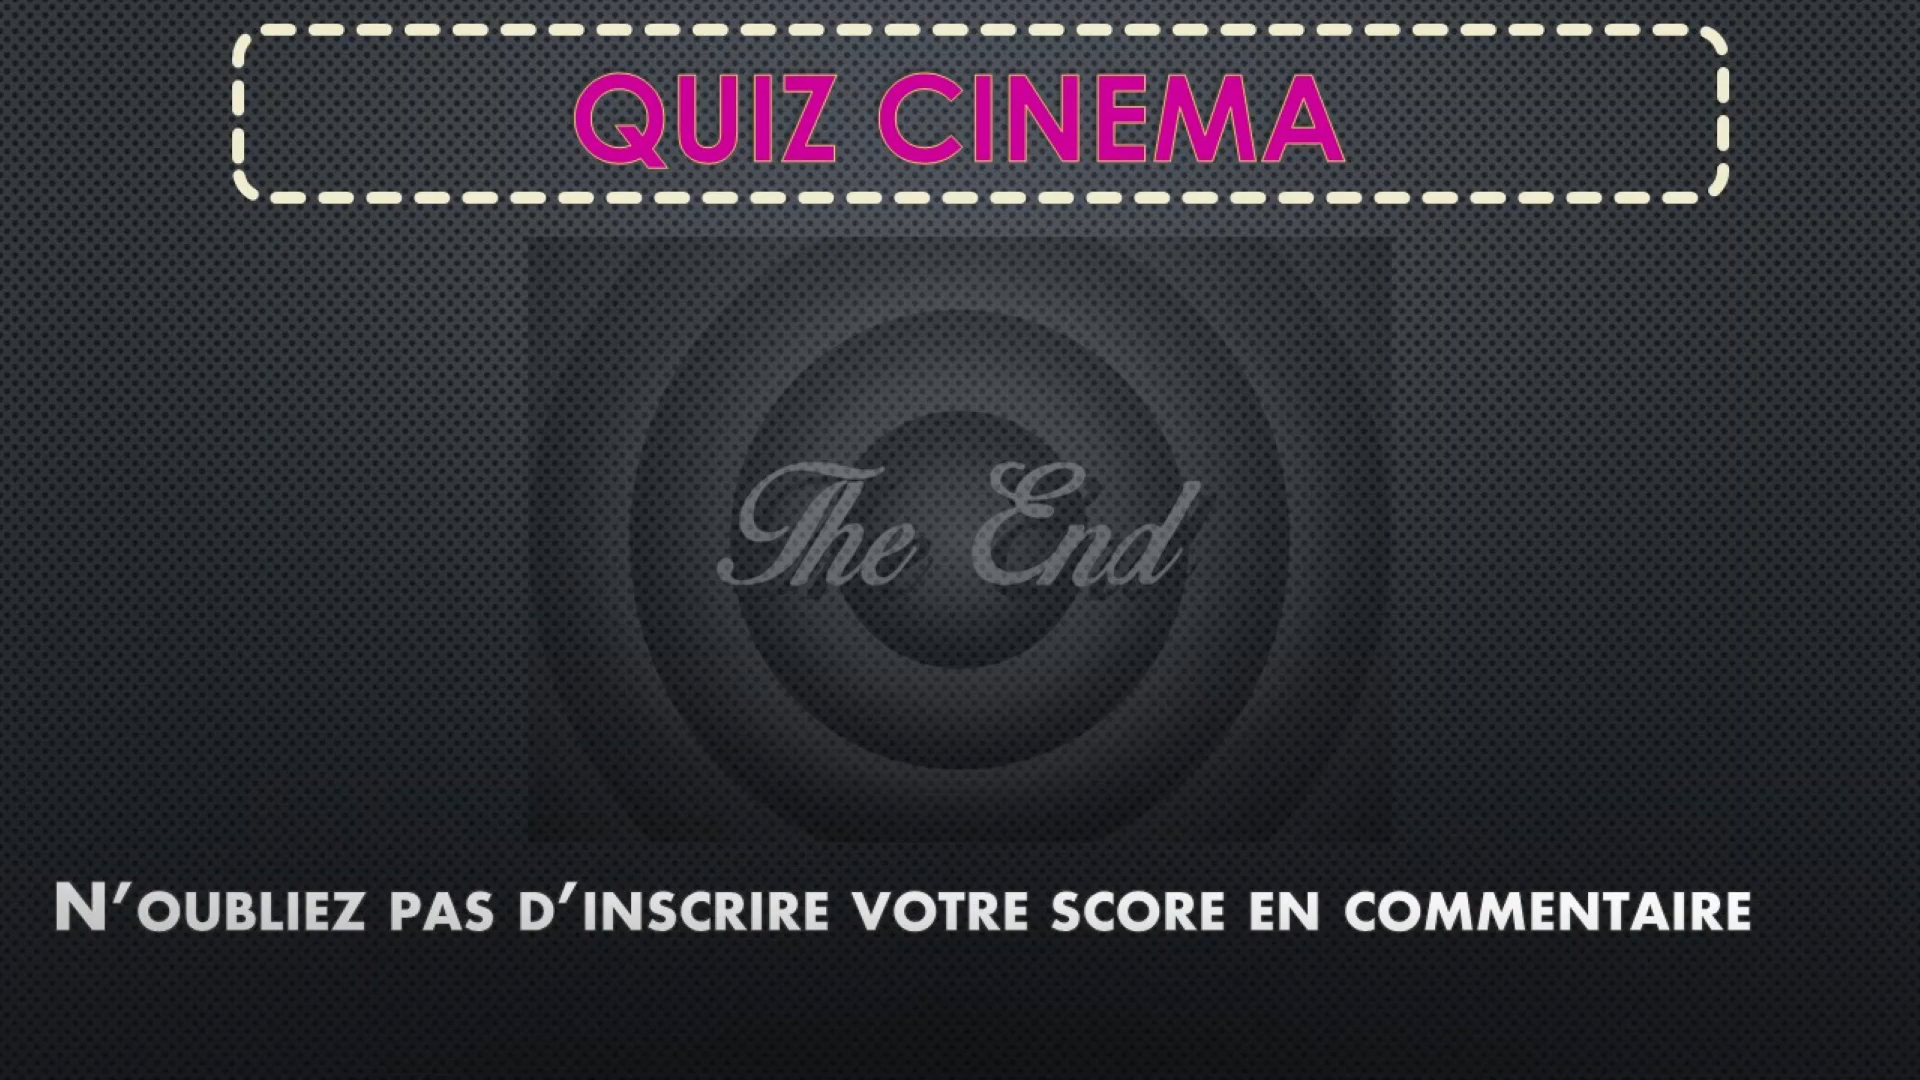 QUIZ CINEMA
The End
N’OUBLIEZ PAS D’INSCRIRE VOTRE SCORE EN COMMENTAIRE